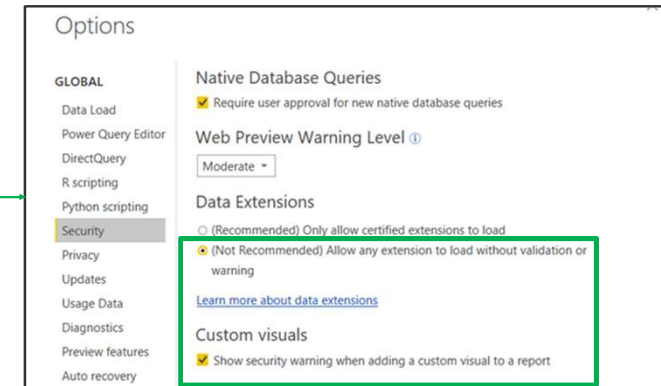 Options
GLOBAL
Data Load
Power Query Editor
DirectQuery
R scripting
Python scripting
Security
Privacy
Updates
Usage Data
Diagnostics
Preview features
Auto recovery
Native Database Queries
Require user approval for new native database queries
Web Preview Warning Level
Moderate
Data Extensions
(Recommended) Only allow certified extensions to load
(Not Recommended) Allow any extension to load without validation or
warning
Learn more about data extensions
Custom visuals
Show security warning when adding a custom visual to a report